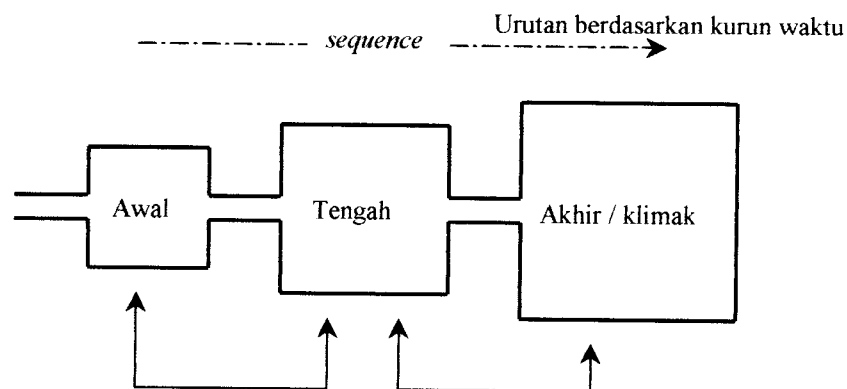 Urutan berdasarkan kurun waktu
sequence
Awal
Tengah
Akhir / klimak